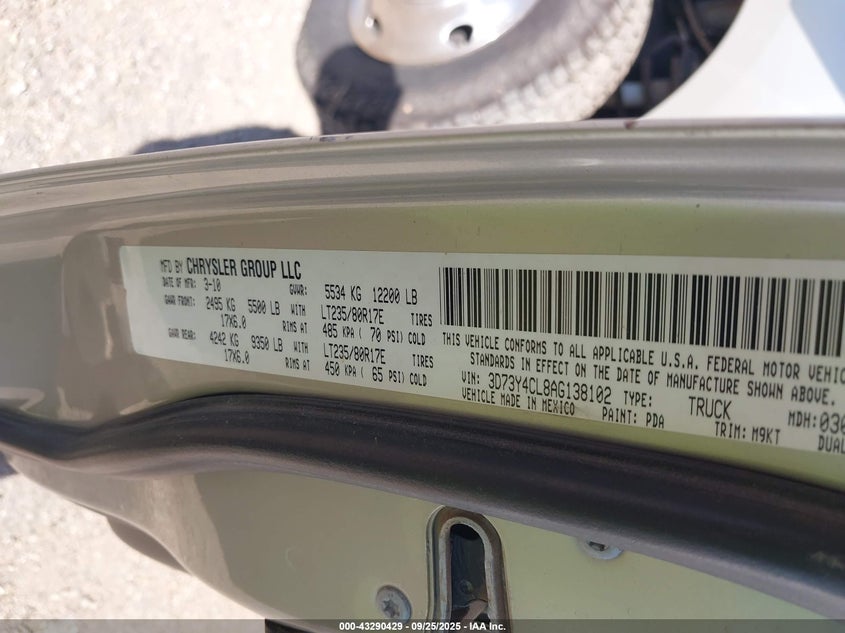 MFD BY CHRYSLER GROUP LLC
DATE OF MFR: 3-10 GVWR: 5534 KG 12200 LB
GAWR FRONT: 2495 KG 5500 LB WITH LT235/80R17E TIRES
17X6.0 RIMS AT 485 KPA ( 70 PSI) COLD
GAWR REAR: 4242 KG 9350 LB WITH LT235/80R17E TIRES
17X6.0 RIMS AT 450 KPA ( 65 PSI) COLD
THIS VEHICLE CONFORMS TO ALL APPLICABLE U.S.A. FEDERAL MOTOR
STANDARDS IN EFFECT ON THE DATE OF MANUFACTURE SHOWN ABOVE.
VIN: 3D73Y4CL8AG138102 TYPE: TRUCK MDH:
VEHICLE MADE IN MEXICO PAINT: PDA TRIM: M9KT DUAL
000-43290429 - 09/25/2025 - IAA Inc.